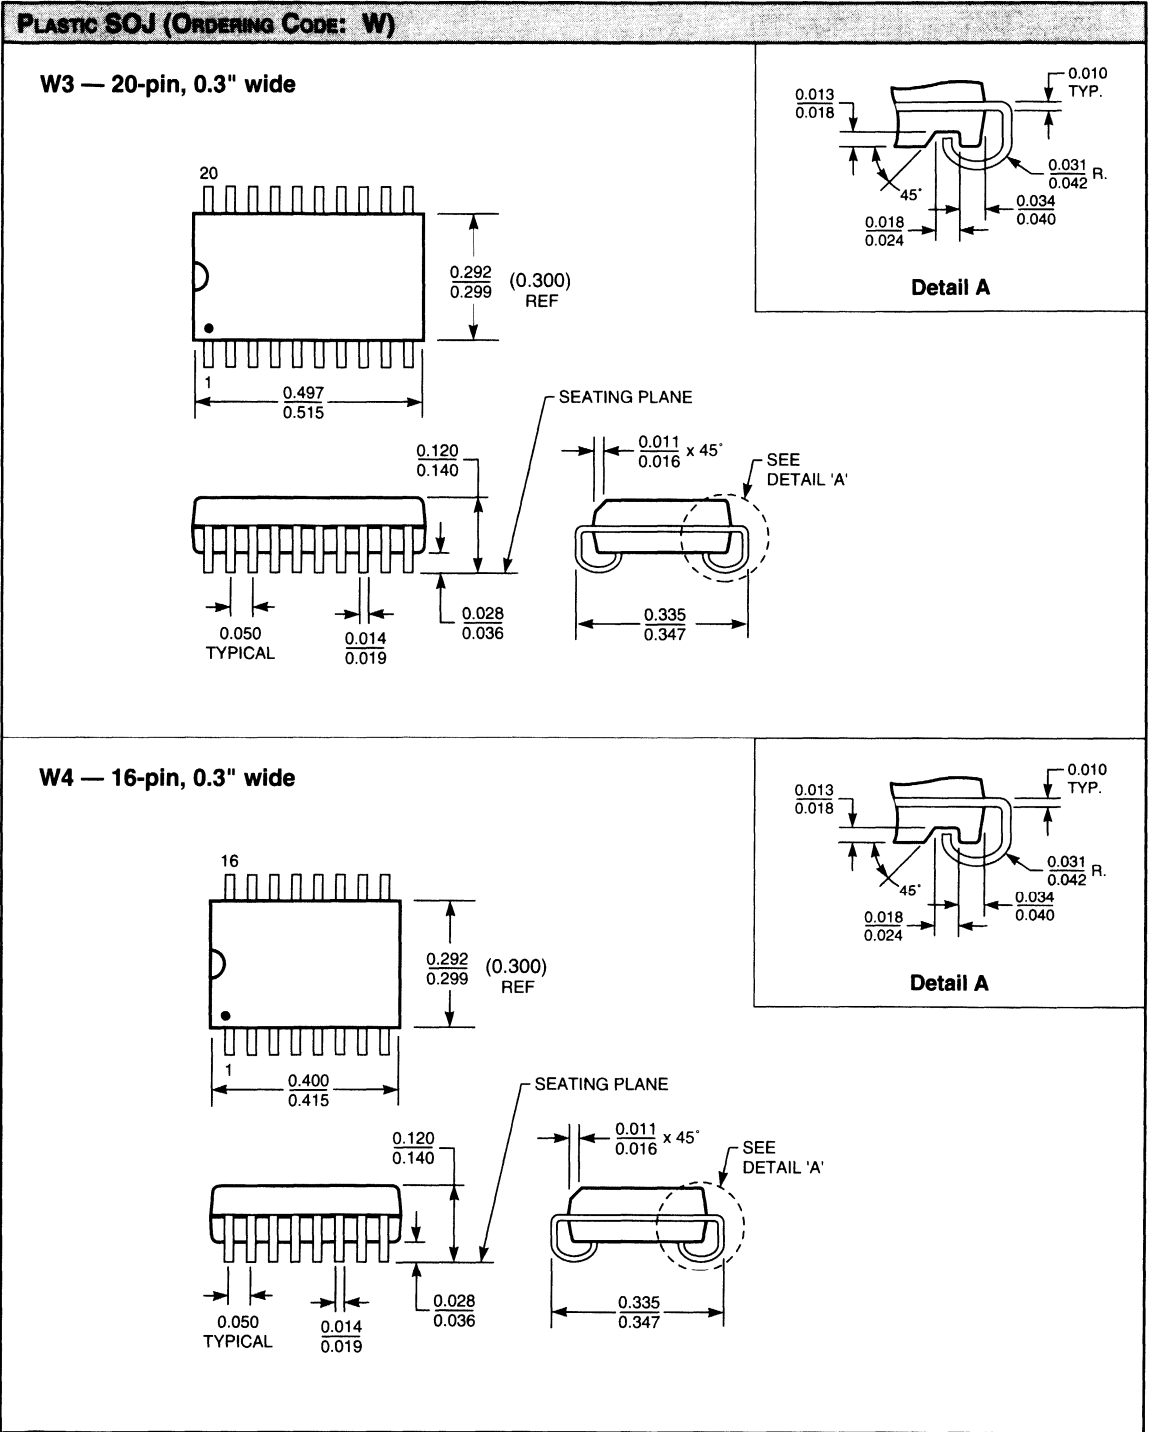 PLASTIC SOJ (ORDERING CODE: W)
W3 — 20-pin, 0.3" wide
0.013
0.018
0.010
TYP.
45°
0.031
0.042 R.
0.034
0.040
0.018
0.024
Detail A
20
0.292
0.299
(0.300)
REF
1
0.497
0.515
SEATING PLANE
0.120
0.140
0.011
0.016 x 45°
SEE
DETAIL 'A'
0.050
TYPICAL
0.014
0.019
0.028
0.036
0.335
0.347
W4 — 16-pin, 0.3" wide
0.013
0.018
0.010
TYP.
45°
0.031
0.042 R.
0.034
0.040
0.018
0.024
Detail A
16
0.292
0.299
(0.300)
REF
1
0.400
0.415
SEATING PLANE
0.120
0.140
0.011
0.016 x 45°
SEE
DETAIL 'A'
0.050
TYPICAL
0.014
0.019
0.028
0.036
0.335
0.347